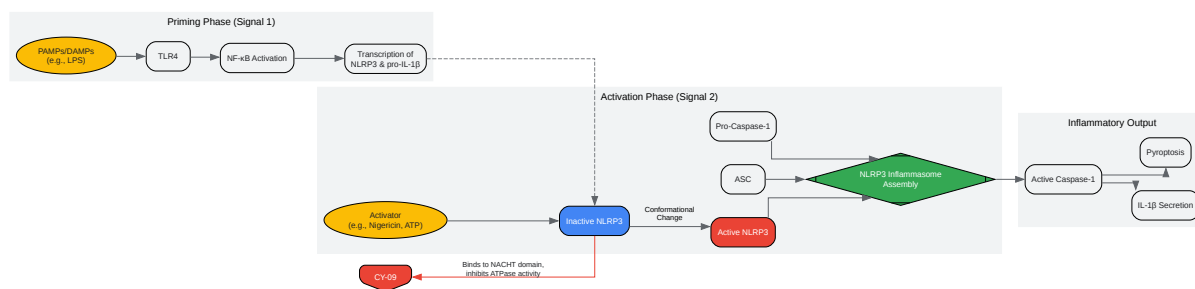 Priming Phase (Signal 1)
PAMPs/DAMPs
(e.g., LPS)
TLR4
NF-κB Activation
Transcription of
NLRP3 & pro-IL-1β
Activation Phase (Signal 2)
Pro-Caspase-1
ASC
NLRP3 Inflammasome
Assembly
Activator
(e.g., Nigericin, ATP)
Inactive NLRP3
Conformational
Change
Active NLRP3
CY-09
Binds to NACHT domain,
inhibits ATPase activity
Inflammatory Output
Active Caspase-1
Pyroptosis
IL-1β Secretion